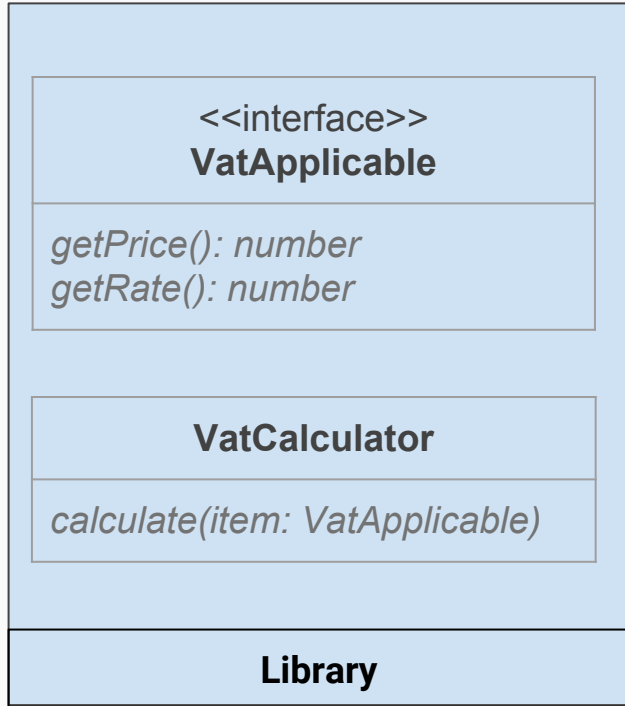 <<interface>>
VatApplicable
getPrice(): number
getRate(): number
VatCalculator
calculate(item: VatApplicable)
Library